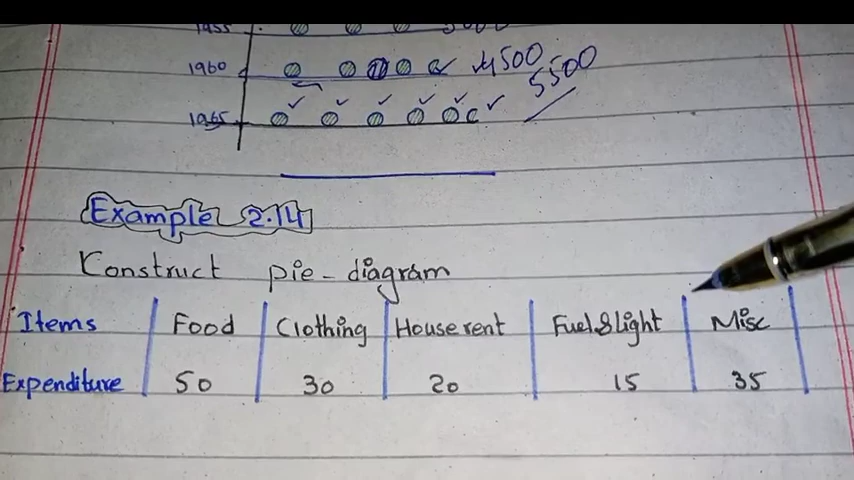 1955
1960 4500
1965 5500
Example 2.14
Construct pie-diagram
Items Food Clothing House rent Fuel&light Misc
Expenditure 50 30 20 15 35